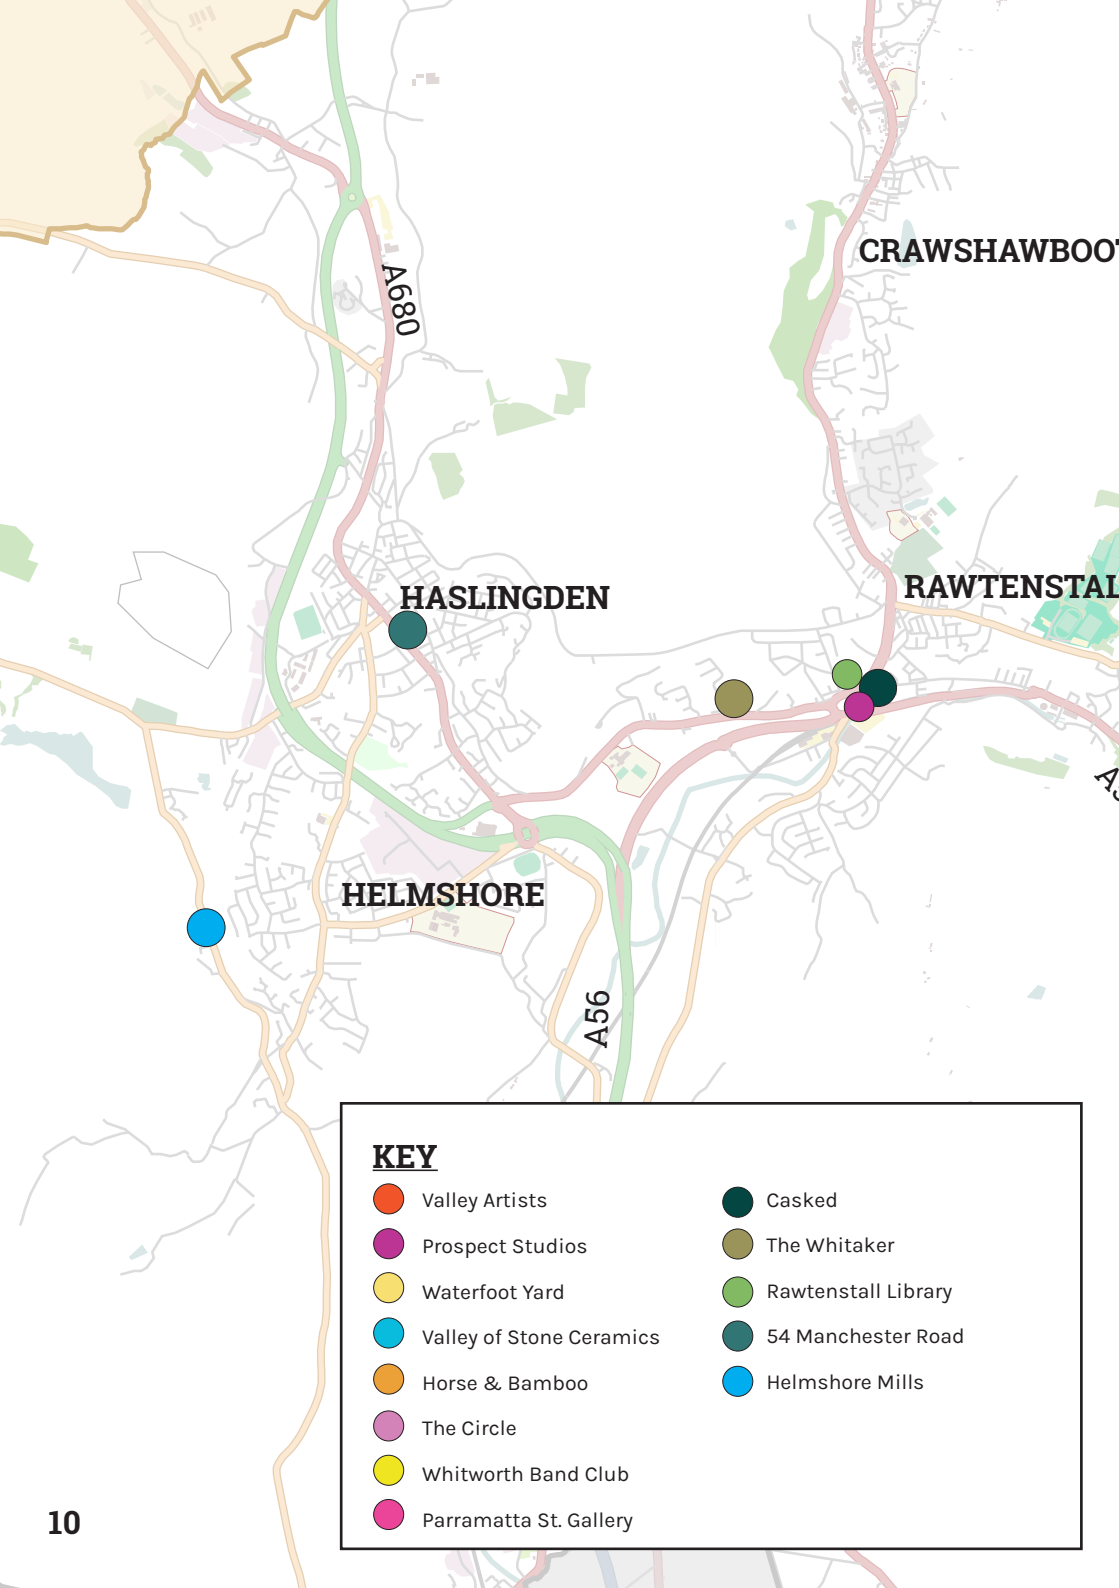 A680
CRAWSHAWBOOT
HASLINGDEN
RAWTENSTAL
HELMSHORE
A56
KEY
Valley Artists
Prospect Studios
Waterfoot Yard
Valley of Stone Ceramics
Horse & Bamboo
The Circle
Whitworth Band Club
Parramatta St. Gallery
Casked
The Whitaker
Rawtenstall Library
54 Manchester Road
Helmshore Mills
10